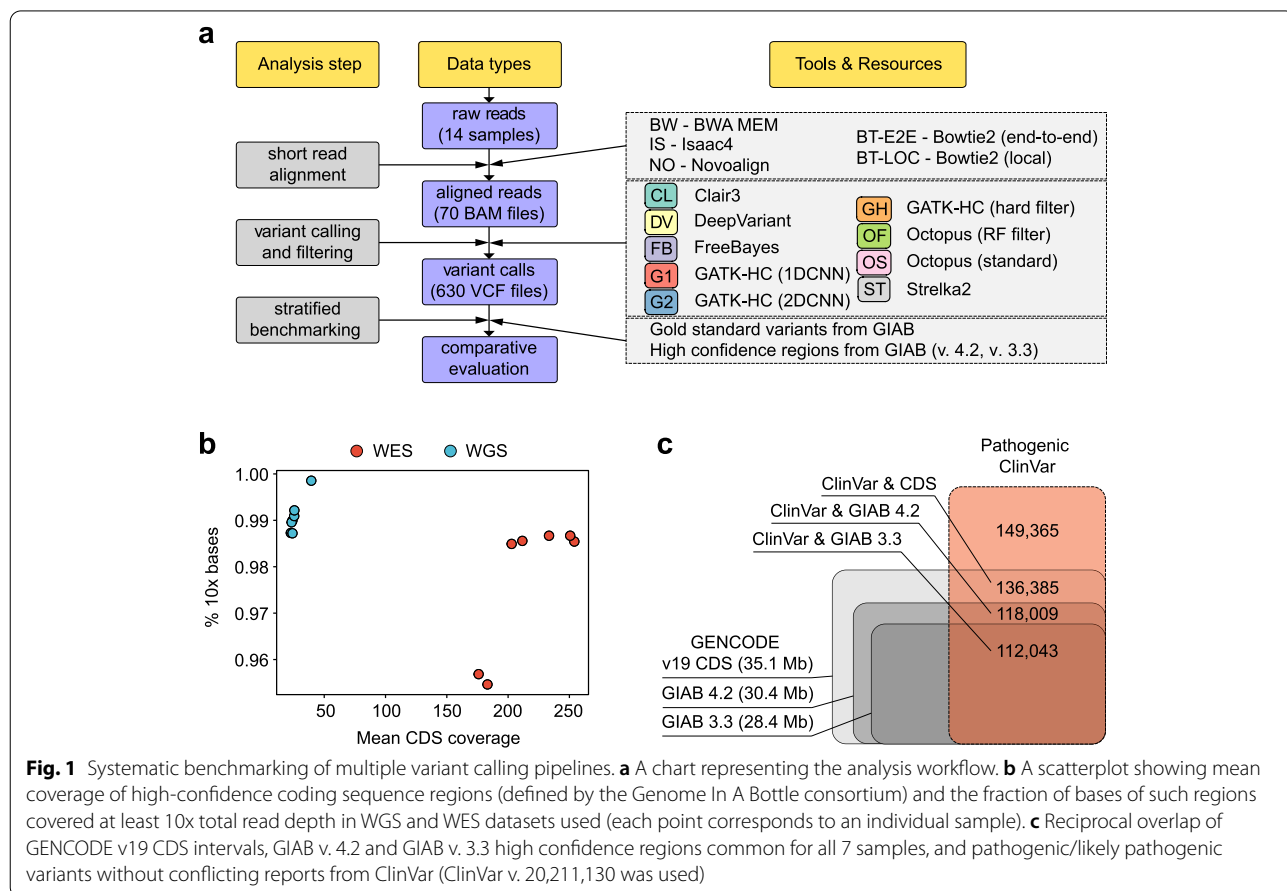 a
Analysis step
Data types
Tools & Resources
raw reads
(14 samples)
short read
alignment
aligned reads
(70 BAM files)
variant calling
and filtering
variant calls
(630 VCF files)
stratified
benchmarking
comparative
evaluation
BW - BWA MEM
IS - Isaac4
NO - Novoalign
BT-E2E - Bowtie2 (end-to-end)
BT-LOC - Bowtie2 (local)
CL Clair3
DV DeepVariant
FB FreeBayes
G1 GATK-HC (1DCNN)
G2 GATK-HC (2DCNN)
GH GATK-HC (hard filter)
OF Octopus (RF filter)
OS Octopus (standard)
ST Strelka2
Gold standard variants from GIAB
High confidence regions from GIAB (v. 4.2, v. 3.3)
b
WES WGS
% 10x bases
1.00
0.99
0.98
0.97
0.96
50 100 150 200 250
Mean CDS coverage
c
Pathogenic
ClinVar
ClinVar & CDS
ClinVar & GIAB 4.2
ClinVar & GIAB 3.3
149,365
136,385
118,009
112,043
GENCODE
v19 CDS (35.1 Mb)
GIAB 4.2 (30.4 Mb)
GIAB 3.3 (28.4 Mb)
Fig. 1 Systematic benchmarking of multiple variant calling pipelines. a A chart representing the analysis workflow. b A scatterplot showing mean
coverage of high-confidence coding sequence regions (defined by the Genome In A Bottle consortium) and the fraction of bases of such regions
covered at least 10x total read depth in WGS and WES datasets used (each point corresponds to an individual sample). c Reciprocal overlap of
GENCODE v19 CDS intervals, GIAB v. 4.2 and GIAB v. 3.3 high confidence regions common for all 7 samples, and pathogenic/likely pathogenic
variants without conflicting reports from ClinVar (ClinVar v. 20,211,130 was used)